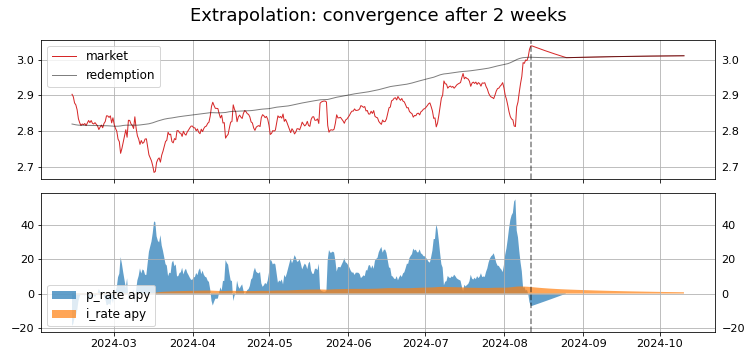 Extrapolation: convergence after 2 weeks
market
redemption
3.0 3.0
2.9 2.9
2.8 2.8
2.7 2.7
40 40
20 20
0 0
−20 −20
p_rate apy
i_rate apy
2024-03 2024-04 2024-05 2024-06 2024-07 2024-08 2024-09 2024-10